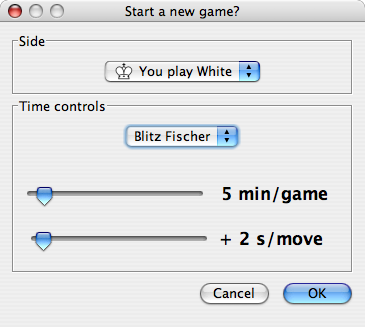 Start a new game?
Side
You play White
Time controls
Blitz Fischer
5 min/game
+ 2 s/move
Cancel OK